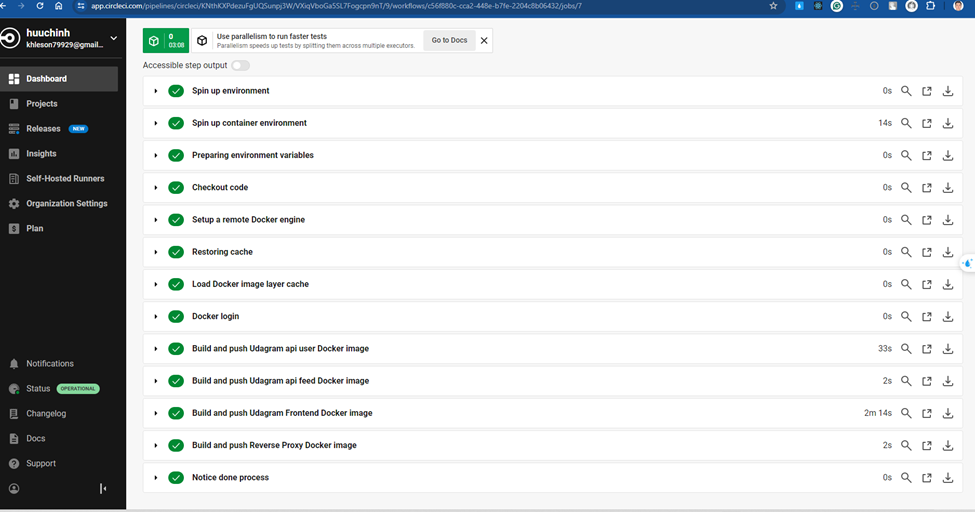 app.circleci.com/pipelines/circleci/KNthKXPdezuFgUQSunpj3W/VXiqVboGa5SL7Fogcpn9nT/9/workflows/c56f880c-cca2-448e-b7fe-2204c8b06432/jobs/7
huuchinh
khleson79929@gmail...
Dashboard
Projects
Releases NEW
Insights
Self-Hosted Runners
Organization Settings
Plan
Notifications
Status OPERATIONAL
Changelog
Docs
Support
0
03:08
Use parallelism to run faster tests
Parallelism speeds up tests by splitting them across multiple executors.
Go to Docs
Accessible step output
Spin up environment 0s
Spin up container environment 14s
Preparing environment variables 0s
Checkout code 0s
Setup a remote Docker engine 0s
Restoring cache 0s
Load Docker image layer cache 0s
Docker login 0s
Build and push Udagram api user Docker image 33s
Build and push Udagram api feed Docker image 2s
Build and push Udagram Frontend Docker image 2m 14s
Build and push Reverse Proxy Docker image 2s
Notice done process 0s